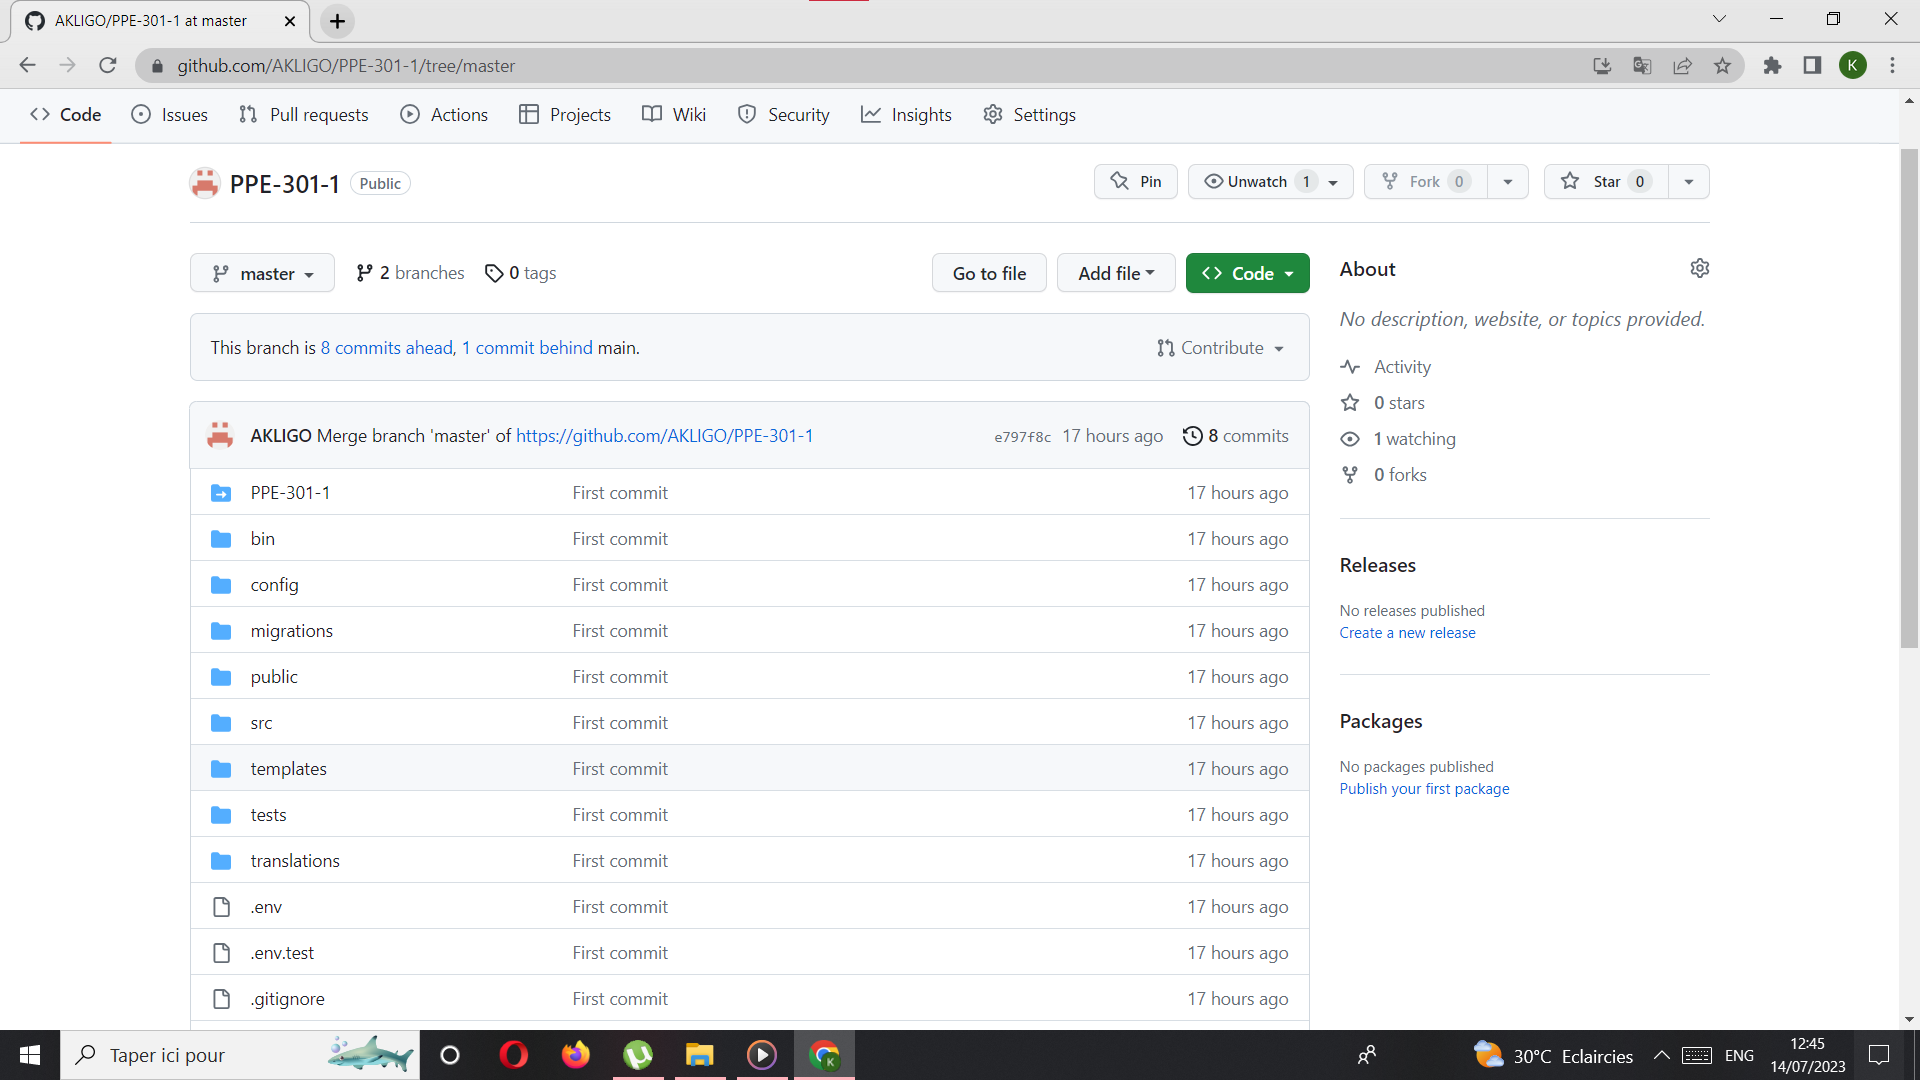 AKLIGO/PPE-301-1 at master
github.com/AKLIGO/PPE-301-1/tree/master
K
Code Issues Pull requests Actions Projects Wiki Security Insights Settings
PPE-301-1 Public Pin Unwatch 1 Fork 0 Star 0
master 2 branches 0 tags Go to file Add file Code
This branch is 8 commits ahead, 1 commit behind main. Contribute
AKLIGO Merge branch 'master' of https://github.com/AKLIGO/PPE-301-1 e797f8c 17 hours ago 8 commits
PPE-301-1 First commit 17 hours ago
bin First commit 17 hours ago
config First commit 17 hours ago
migrations First commit 17 hours ago
public First commit 17 hours ago
src First commit 17 hours ago
templates First commit 17 hours ago
tests First commit 17 hours ago
translations First commit 17 hours ago
.env First commit 17 hours ago
.env.test First commit 17 hours ago
.gitignore First commit 17 hours ago
About
No description, website, or topics provided.
Activity
0 stars
1 watching
0 forks
Releases
No releases published
Create a new release
Packages
No packages published
Publish your first package
Taper ici pour
K
30°C Eclaircies
ENG
12:45
14/07/2023